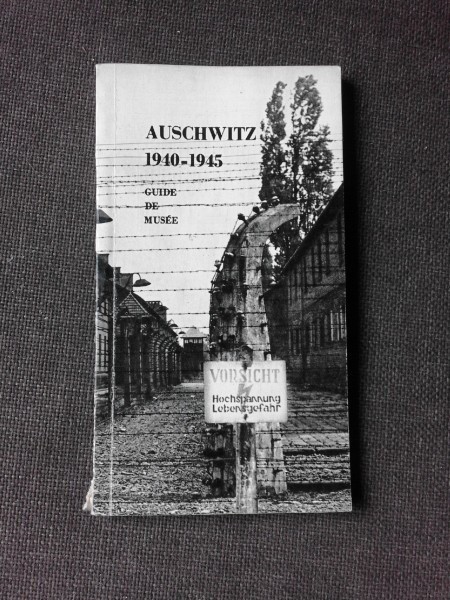 AUSCHWITZ
1940-1945
GUIDE
DE
MUSÉE
VORSICHT
Hochspannung
Lebensgefahr